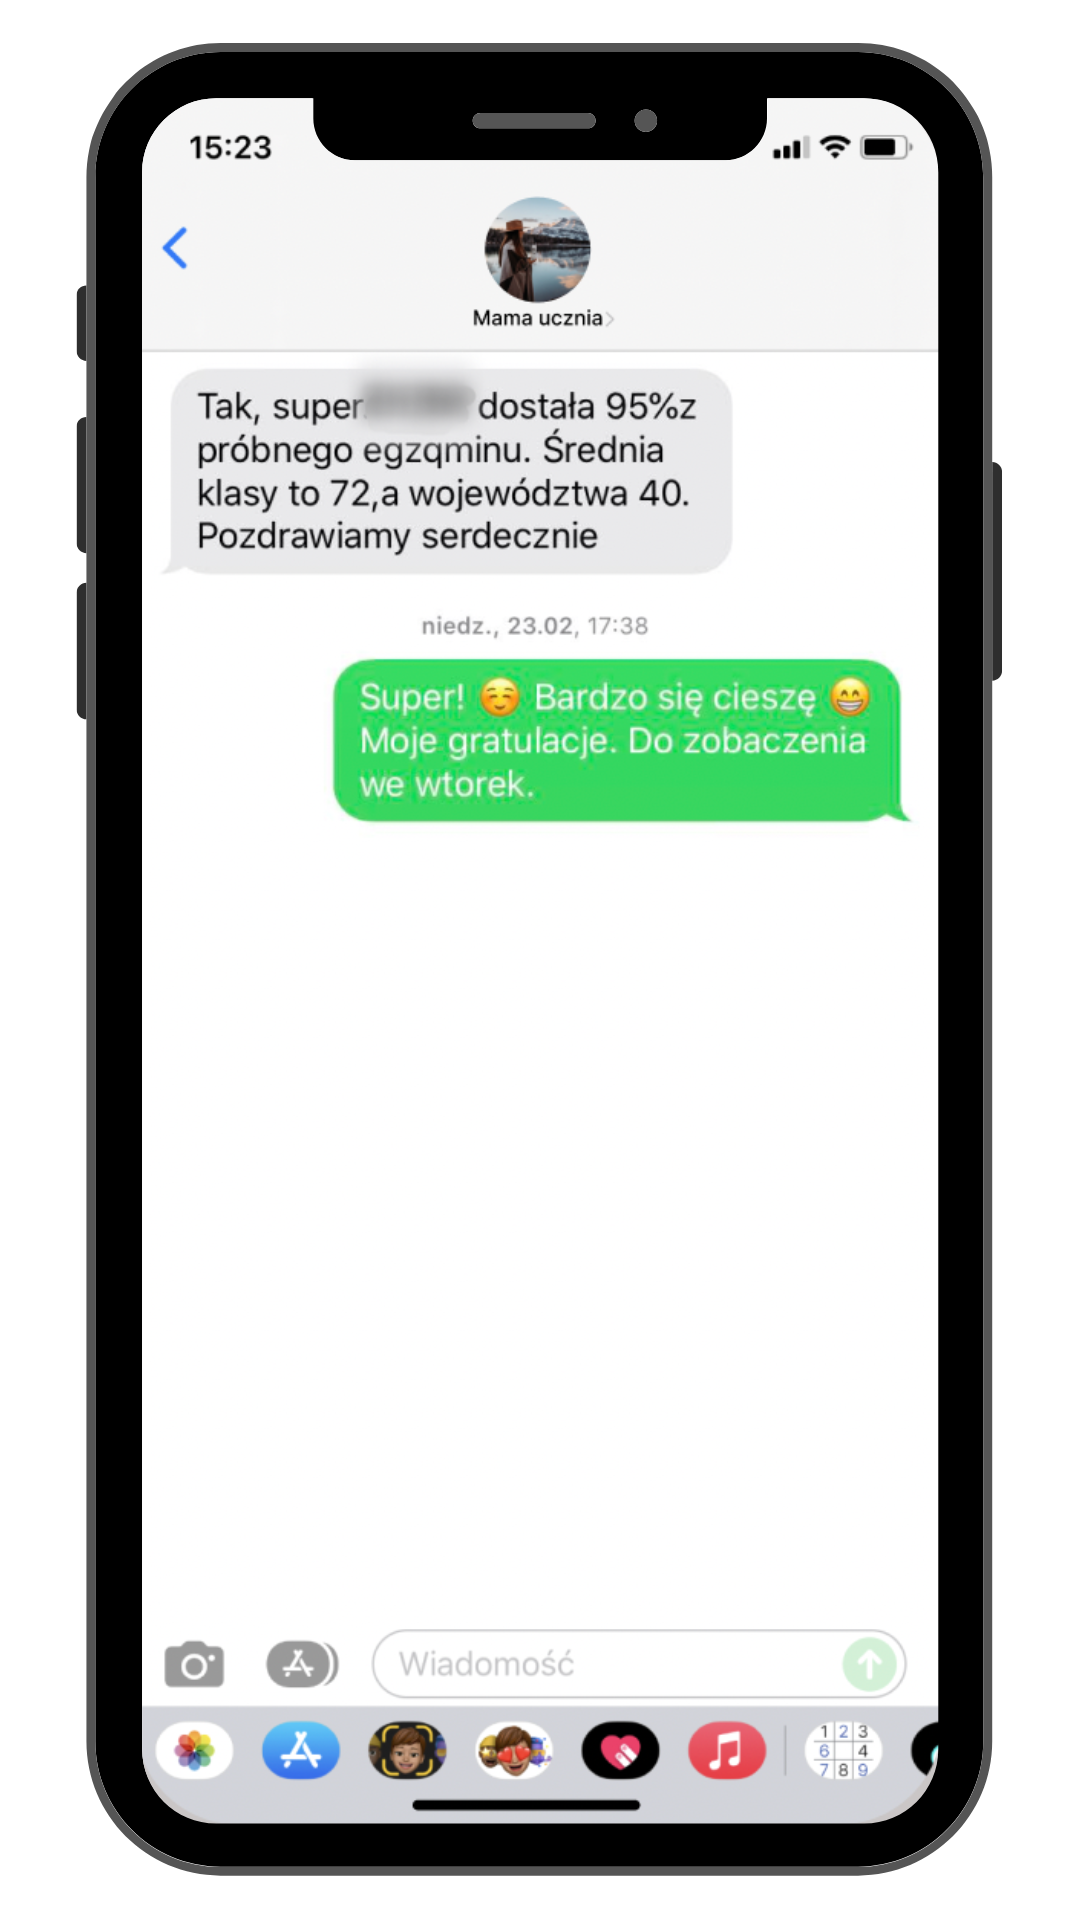 15:23
Mama ucznia
Tak, super. dostała 95%z
próbnego egzqminu. Średnia
klasy to 72,a województwa 40.
Pozdrawiamy serdecznie
niedz., 23.02, 17:38
Super! ☺️ Bardzo się cieszę 😁
Moje gratulacje. Do zobaczenia
we wtorek.
Wiadomość
1 2 3
6 4
7 8 9